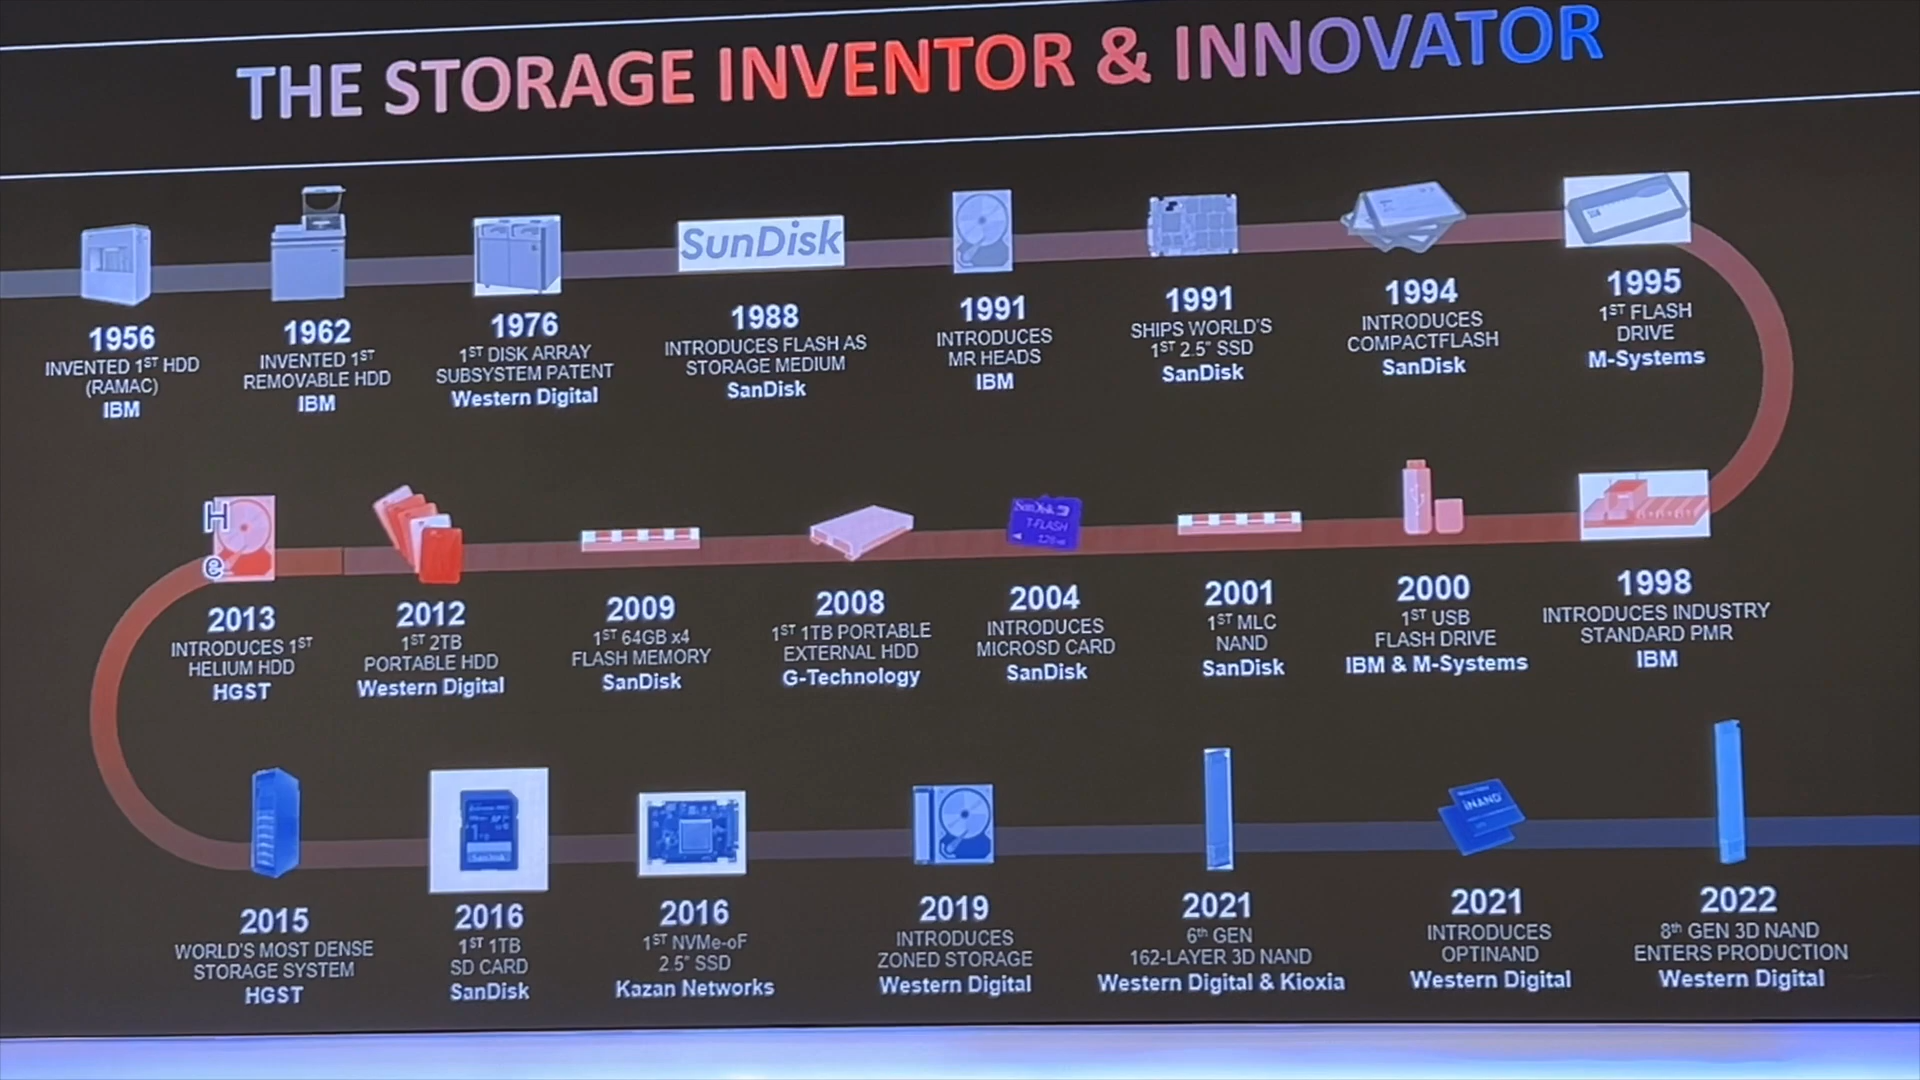 THE STORAGE INVENTOR & INNOVATOR
SunDisk
1956
INVENTED 1ST HDD
(RAMAC)
IBM
1962
INVENTED 1ST
REMOVABLE HDD
IBM
1976
1ST DISK ARRAY
SUBSYSTEM PATENT
Western Digital
1988
INTRODUCES FLASH AS
STORAGE MEDIUM
SanDisk
1991
INTRODUCES
MR HEADS
IBM
1991
SHIPS WORLD'S
1ST 2.5" SSD
SanDisk
1994
INTRODUCES
COMPACTFLASH
SanDisk
1995
1ST FLASH
DRIVE
M-Systems
H
e
2013
INTRODUCES 1ST
HELIUM HDD
HGST
2012
1ST 2TB
PORTABLE HDD
Western Digital
2009
1ST 64GB x4
FLASH MEMORY
SanDisk
2008
1ST 1TB PORTABLE
EXTERNAL HDD
G-Technology
SanDisk
T-FLASH
2004
INTRODUCES
MICROSD CARD
SanDisk
2001
1ST MLC
NAND
SanDisk
2000
1ST USB
FLASH DRIVE
IBM & M-Systems
1998
INTRODUCES INDUSTRY
STANDARD PMR
IBM
2015
WORLD'S MOST DENSE
STORAGE SYSTEM
HGST
1
SanDisk
2016
1ST 1TB
SD CARD
SanDisk
2016
1ST NVMe-oF
2.5" SSD
Kazan Networks
2019
INTRODUCES
ZONED STORAGE
Western Digital
2021
6th GEN
162-LAYER 3D NAND
Western Digital & Kioxia
iNAND
2021
INTRODUCES
OPTINAND
Western Digital
2022
8th GEN 3D NAND
ENTERS PRODUCTION
Western Digital